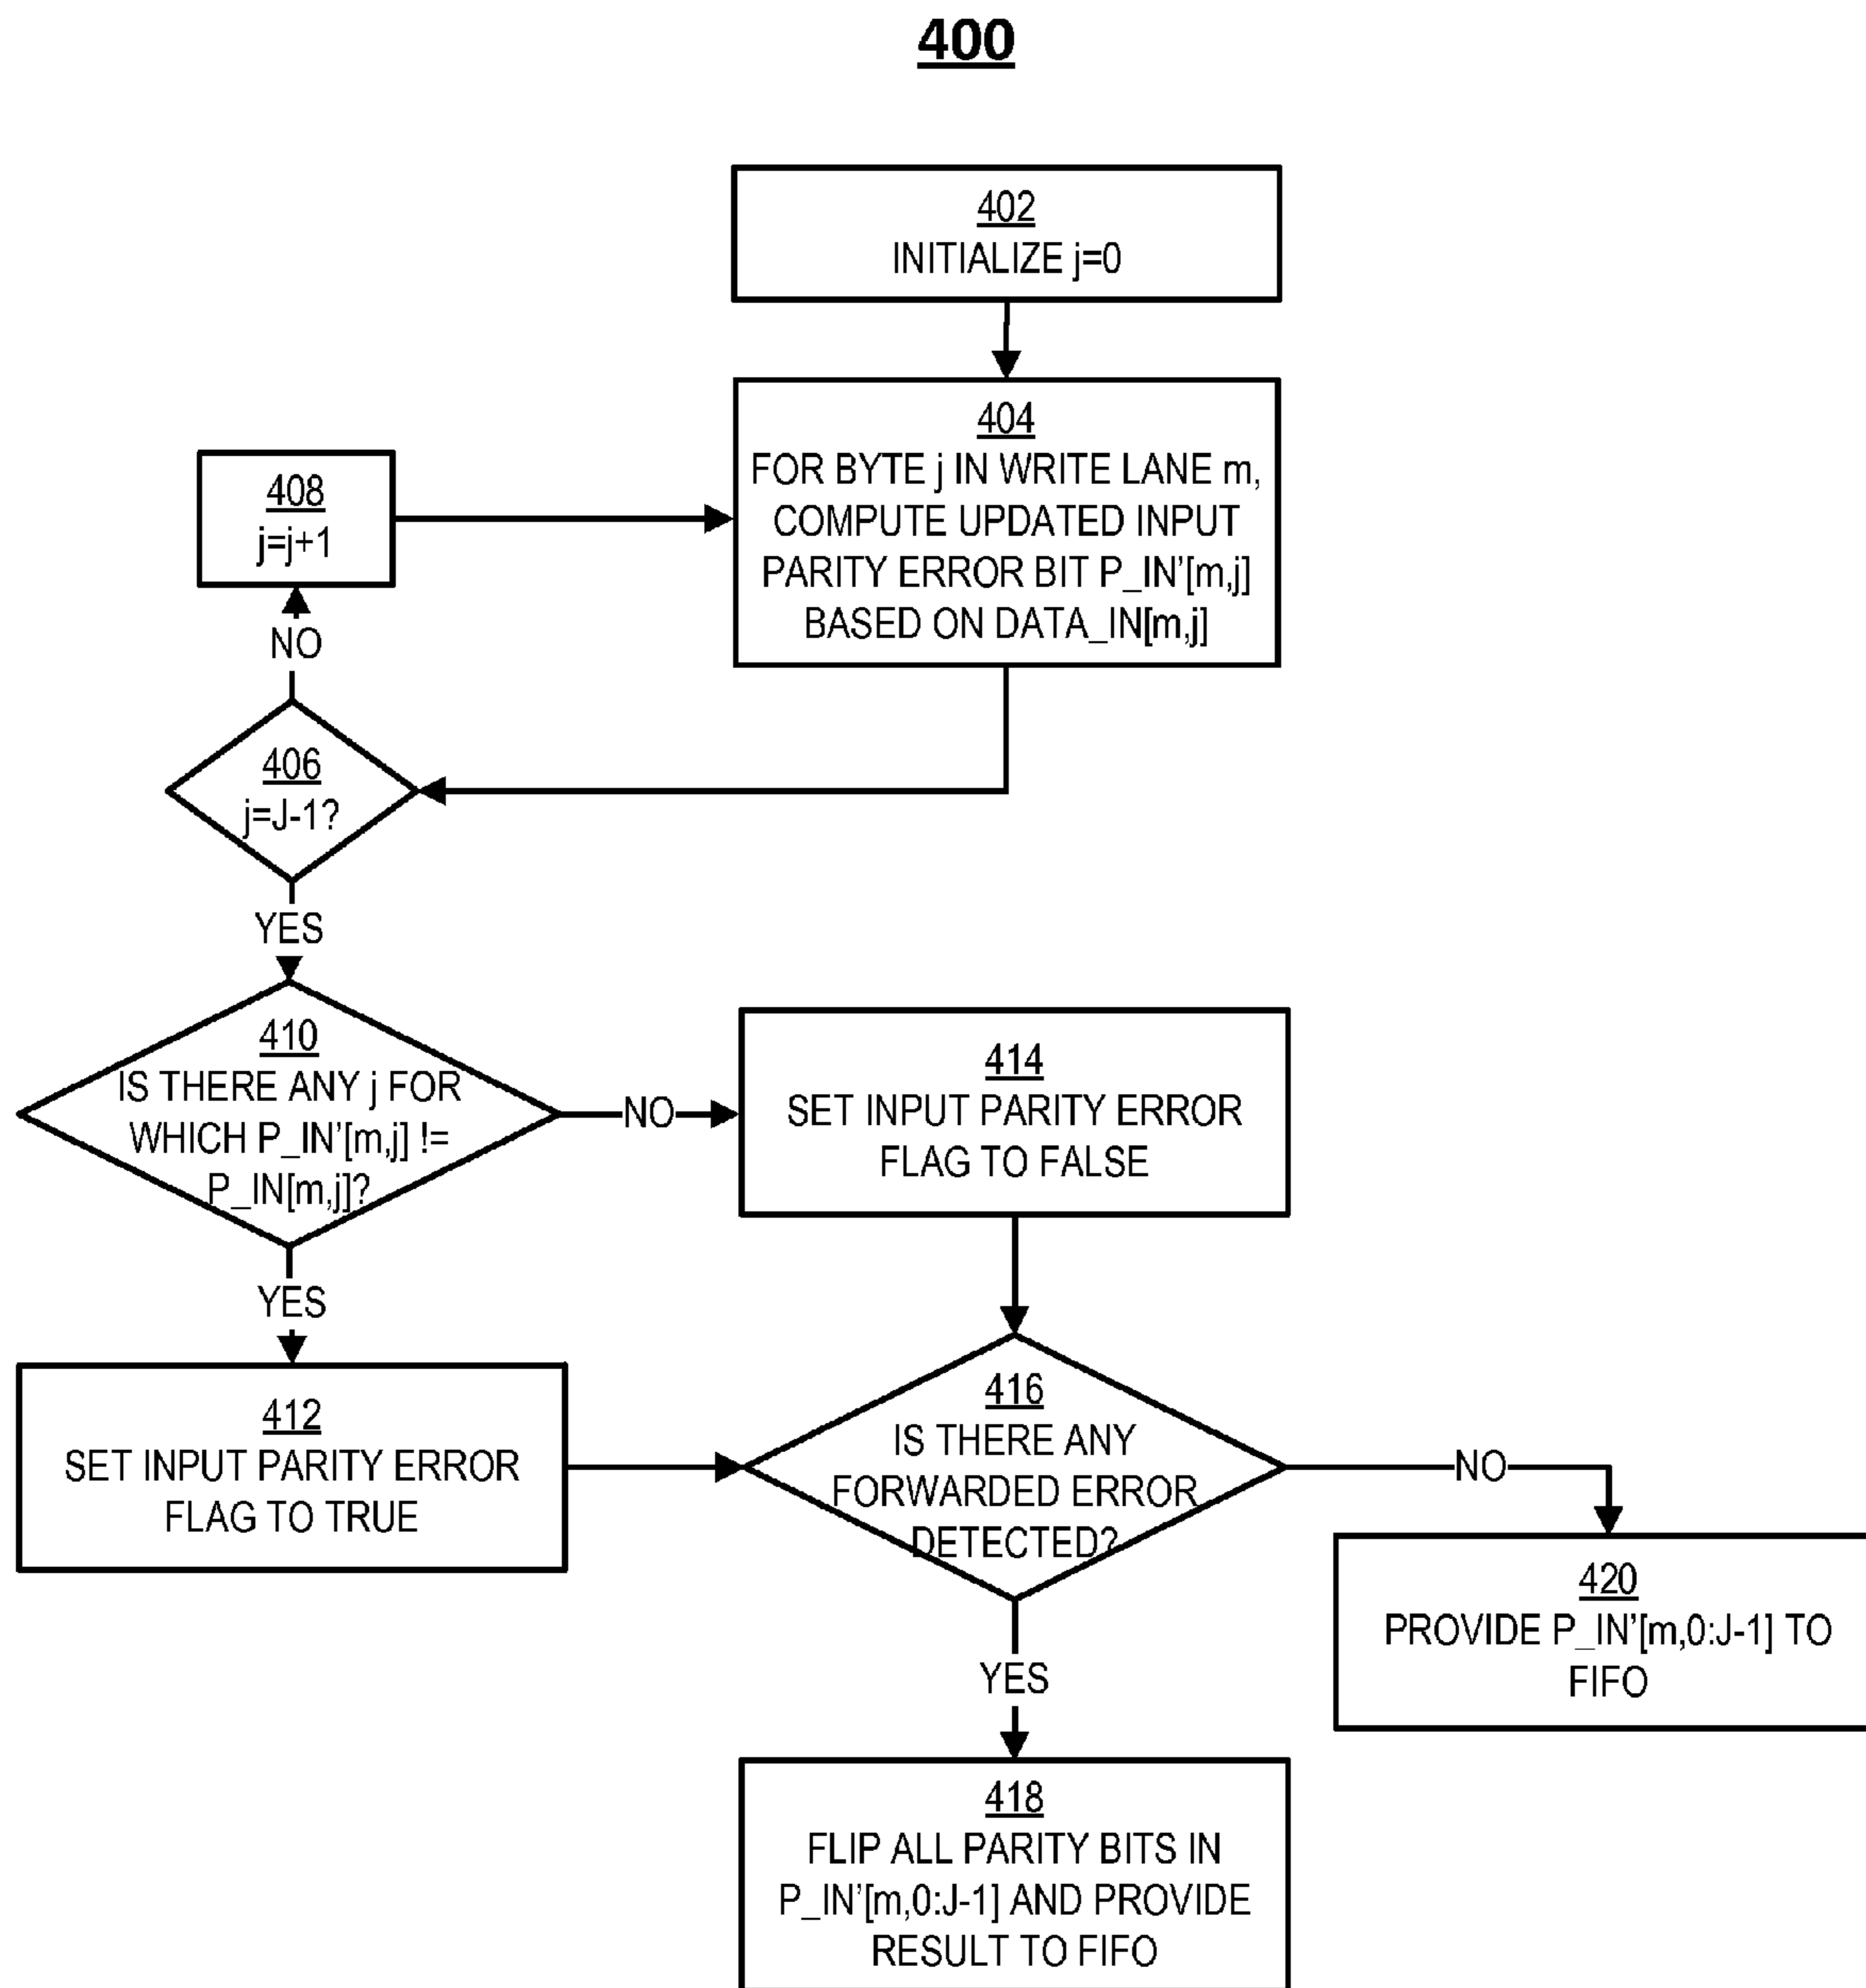 400
402
INITIALIZE j=0
404
FOR BYTE j IN WRITE LANE m,
COMPUTE UPDATED INPUT
PARITY ERROR BIT P_IN’[m,j]
BASED ON DATA_IN[m,j]
408
j=j+1
NO
406
j=J-1?
YES
410
IS THERE ANY j FOR
WHICH P_IN’[m,j] !=
P_IN[m,j]?
NO
414
SET INPUT PARITY ERROR
FLAG TO FALSE
YES
412
SET INPUT PARITY ERROR
FLAG TO TRUE
416
IS THERE ANY
FORWARDED ERROR
DETECTED?
NO
420
PROVIDE P_IN’[m,0:J-1] TO
FIFO
YES
418
FLIP ALL PARITY BITS IN
P_IN’[m,0:J-1] AND PROVIDE
RESULT TO FIFO